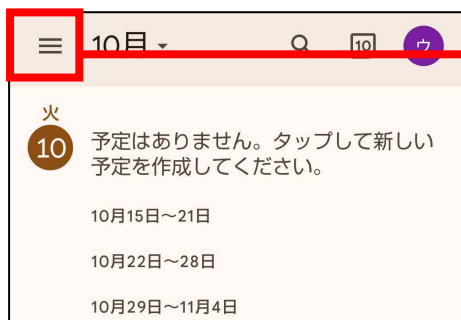 10月
10
ウ
火
10
予定はありません。タップして新しい
予定を作成してください。
10月15日～21日
10月22日～28日
10月29日～11月4日